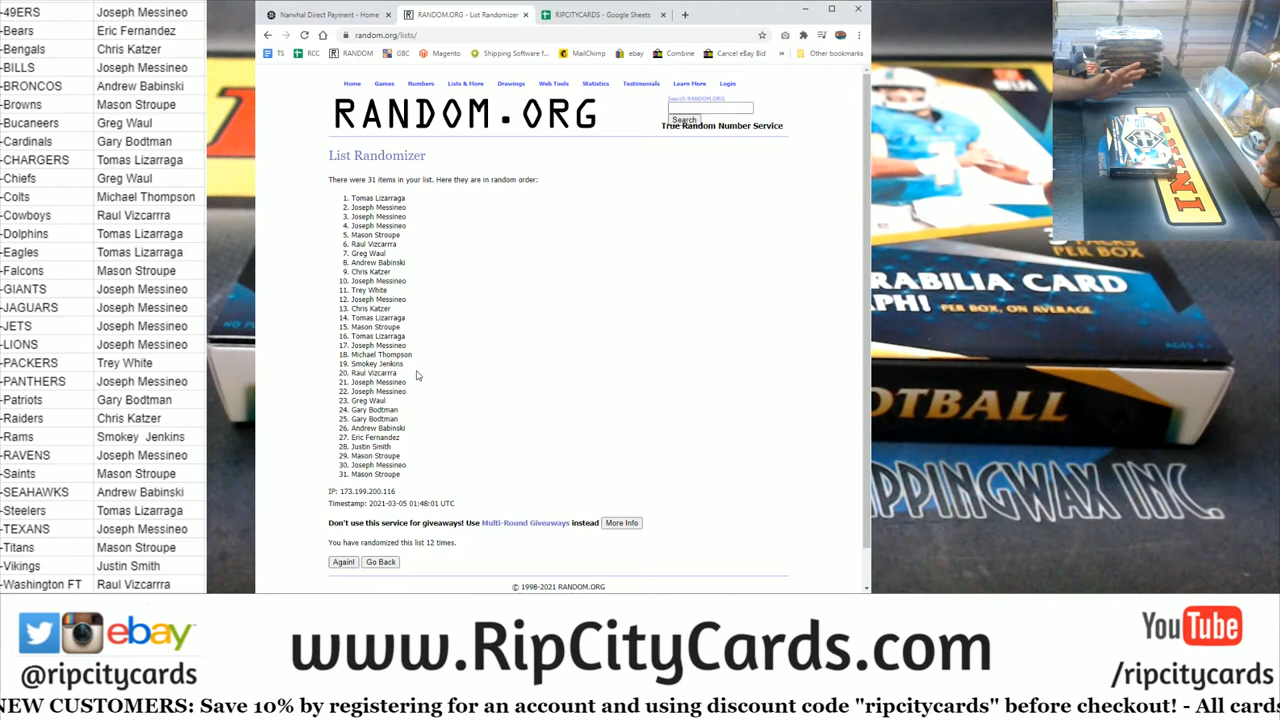 -49ERS Joseph Messineo
-Bears Eric Fernandez
-Bengals Chris Katzer
-BILLS Joseph Messineo
-BRONCOS Andrew Babinski
-Browns Mason Stroupe
-Bucaneers Greg Waul
-Cardinals Gary Bodtman
-CHARGERS Tomas Lizarraga
-Chiefs Greg Waul
-Colts Michael Thompson
-Cowboys Raul Vizcarrra
-Dolphins Tomas Lizarraga
-Eagles Tomas Lizarraga
-Falcons Mason Stroupe
-GIANTS Joseph Messineo
-JAGUARS Joseph Messineo
-JETS Joseph Messineo
-LIONS Joseph Messineo
-PACKERS Trey White
-PANTHERS Joseph Messineo
-Patriots Gary Bodtman
-Raiders Chris Katzer
-Rams Smokey Jenkins
-RAVENS Joseph Messineo
-Saints Mason Stroupe
-SEAHAWKS Andrew Babinski
-Steelers Tomas Lizarraga
-TEXANS Joseph Messineo
-Titans Mason Stroupe
-Vikings Justin Smith
-Washington FT Raul Vizcarrra
Narwhal Direct Payment - Home
RANDOM.ORG - List Randomizer
RIPCITYCARDS - Google Sheets
random.org/lists/
TS RCC RANDOM GBC Magento Shipping Software f... MailChimp ebay Combine Cancel eBay Bid » Other bookmarks
Home Games Numbers Lists & More Drawings Web Tools Statistics Testimonials Learn More Login
RANDOM.ORG
Search RANDOM.ORG
Search
True Random Number Service
List Randomizer
There were 31 items in your list. Here they are in random order:
1. Tomas Lizarraga
2. Joseph Messineo
3. Joseph Messineo
4. Joseph Messineo
5. Mason Stroupe
6. Raul Vizcarrra
7. Greg Waul
8. Andrew Babinski
9. Chris Katzer
10. Joseph Messineo
11. Trey White
12. Joseph Messineo
13. Chris Katzer
14. Tomas Lizarraga
15. Mason Stroupe
16. Tomas Lizarraga
17. Joseph Messineo
18. Michael Thompson
19. Smokey Jenkins
20. Raul Vizcarrra
21. Joseph Messineo
22. Joseph Messineo
23. Greg Waul
24. Gary Bodtman
25. Gary Bodtman
26. Andrew Babinski
27. Eric Fernandez
28. Justin Smith
29. Mason Stroupe
30. Joseph Messineo
31. Mason Stroupe
IP: 173.199.200.116
Timestamp: 2021-03-05 01:48:01 UTC
Don't use this service for giveaways! Use Multi-Round Giveaways instead More Info
You have randomized this list 12 times.
Again! Go Back
© 1998-2021 RANDOM.ORG
PANINI
PER BOX
RABILIA CARD
PH! PER BOX, ON AVERAGE.
OTBALL
PPINGWAX INC.
ebay
@ripcitycards
www.RipCityCards.com
YouTube
/ripcitycards
NEW CUSTOMERS: Save 10% by registering for an account and using discount code "ripcitycards" before checkout! - All cards